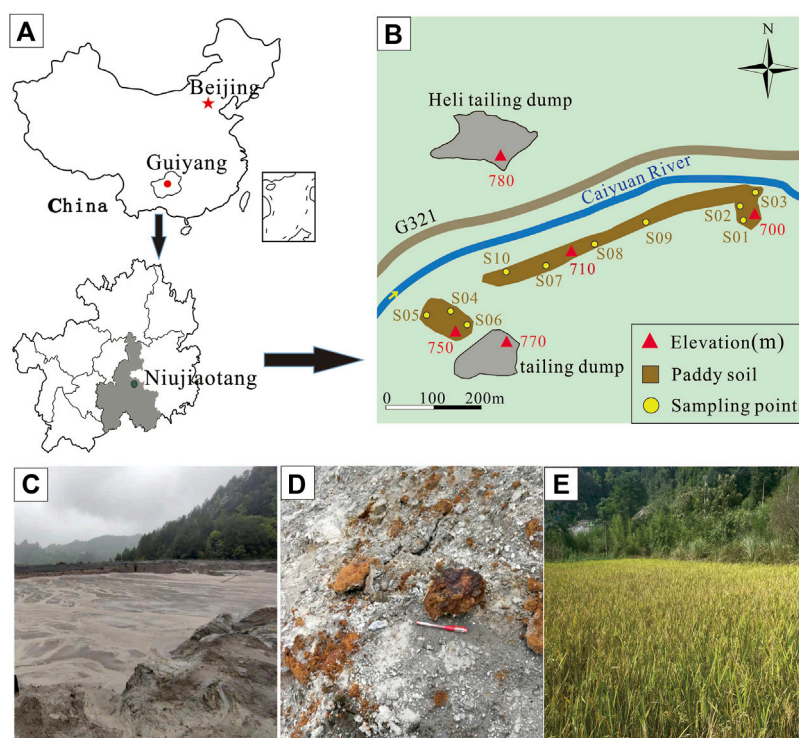 A
Beijing
Guiyang
China
Niujiaotang
B
N
Heli tailing dump
780
G321
Caiyuan River
S03
S02
S01
700
S09
S08
710
S07
S10
S04
S05
S06
750
770
tailing dump
0 100 200m
Elevation(m)
Paddy soil
Sampling point
C
D
E